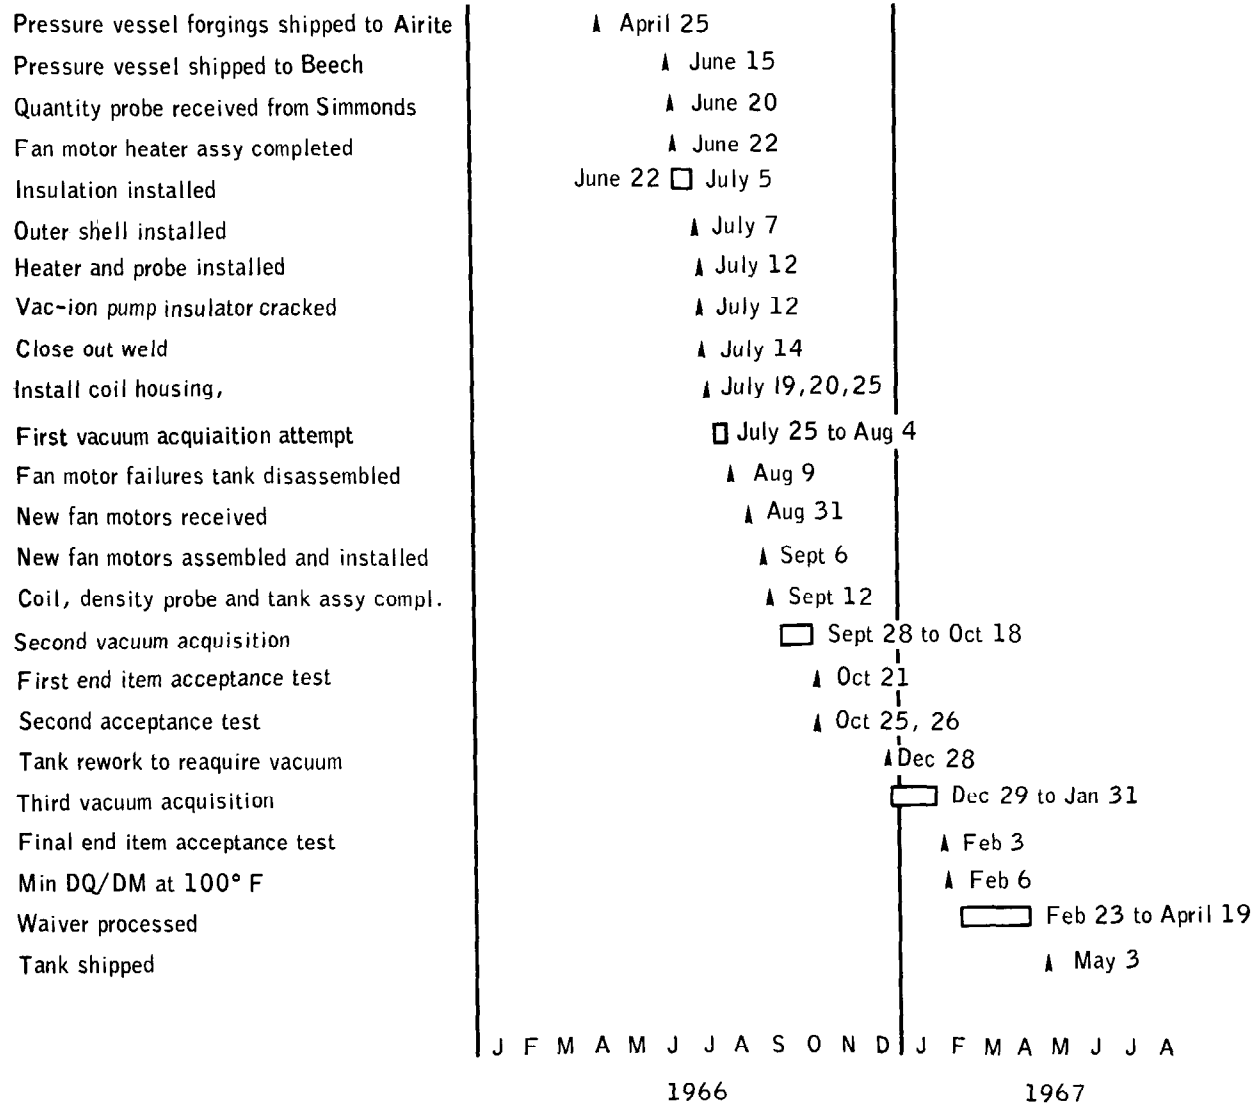 Pressure vessel forgings shipped to Airite April 25
Pressure vessel shipped to Beech June 15
Quantity probe received from Simmonds June 20
Fan motor heater assy completed June 22
Insulation installed June 22 July 5
Outer shell installed July 7
Heater and probe installed July 12
Vac-ion pump insulator cracked July 12
Close out weld July 14
Install coil housing, July 19,20,25
First vacuum acquiaition attempt July 25 to Aug 4
Fan motor failures tank disassembled Aug 9
New fan motors received Aug 31
New fan motors assembled and installed Sept 6
Coil, density probe and tank assy compl. Sept 12
Second vacuum acquisition Sept 28 to Oct 18
First end item acceptance test Oct 21
Second acceptance test Oct 25, 26
Tank rework to reaquire vacuum Dec 28
Third vacuum acquisition Dec 29 to Jan 31
Final end item acceptance test Feb 3
Min DQ/DM at 100° F Feb 6
Waiver processed Feb 23 to April 19
Tank shipped May 3
J F M A M J J A S O N D J F M A M J J A
1966 1967